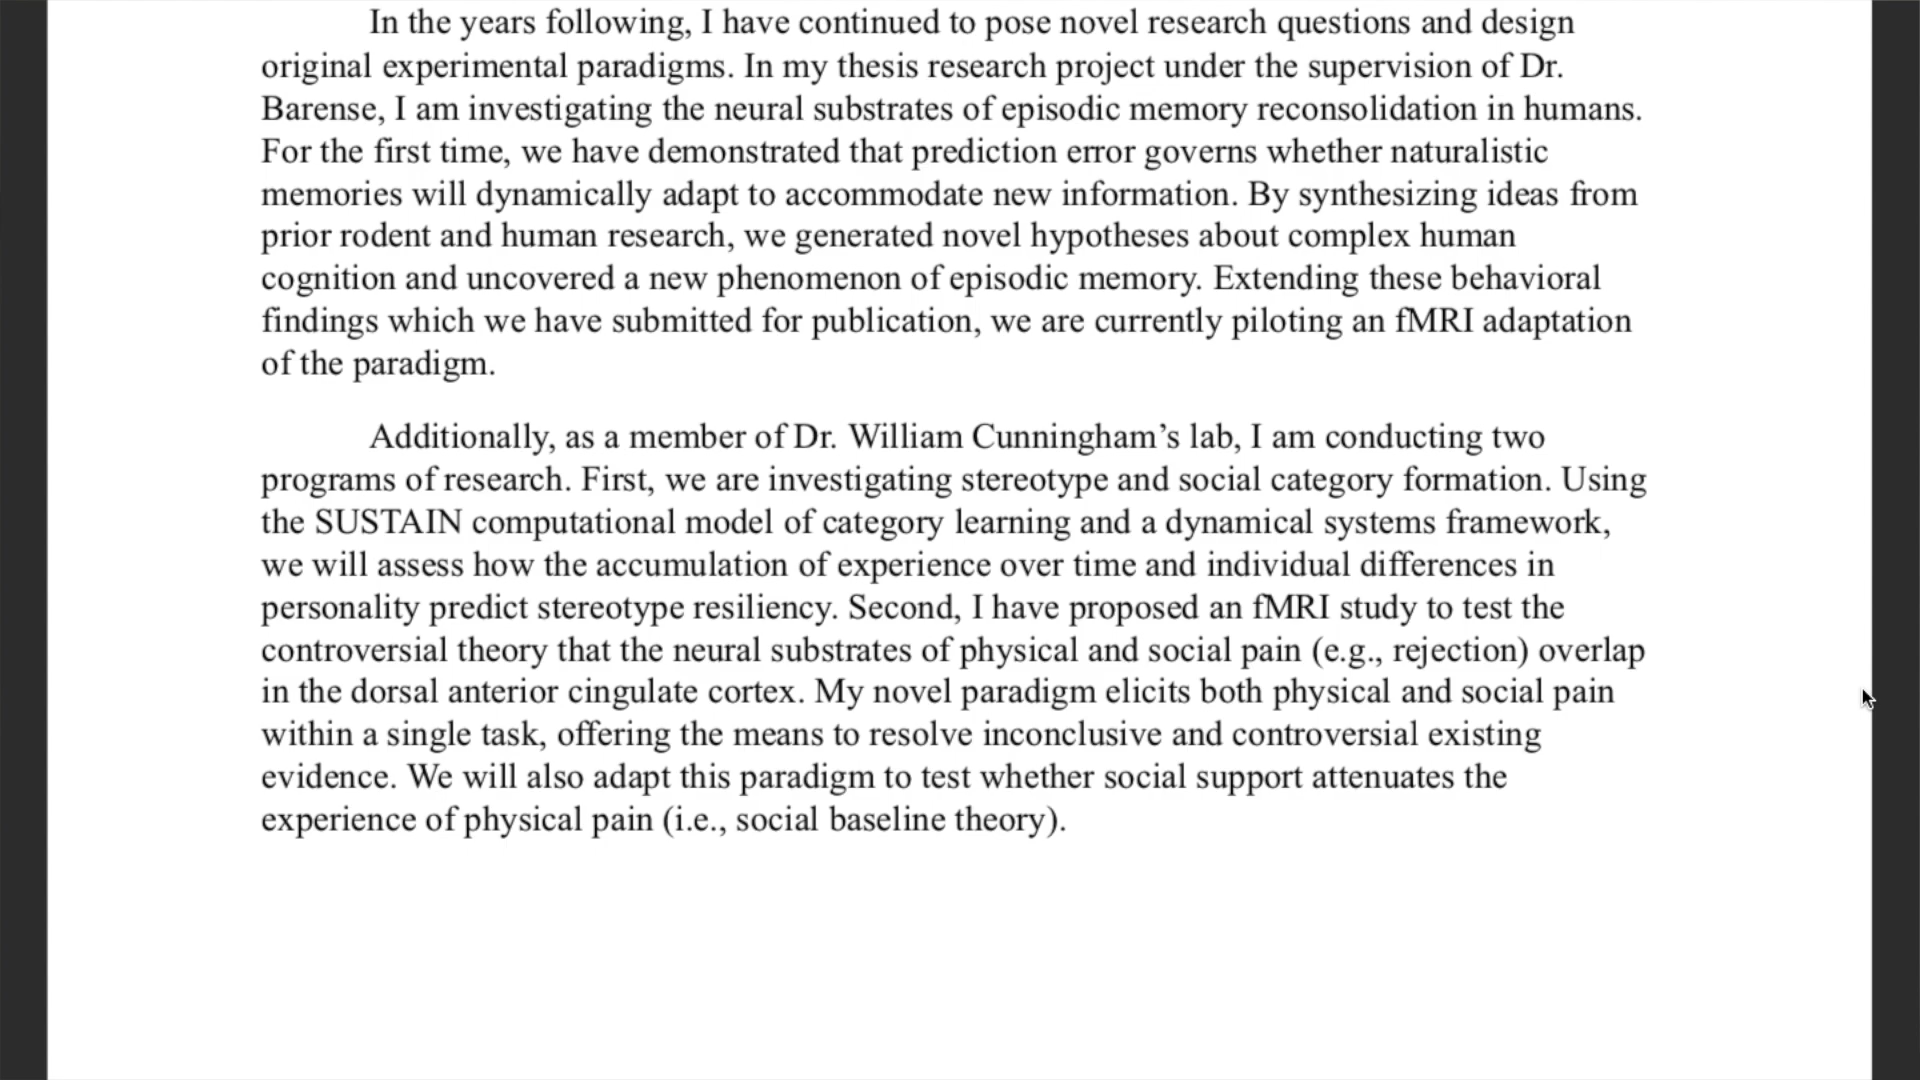 In the years following, I have continued to pose novel research questions and design
original experimental paradigms. In my thesis research project under the supervision of Dr.
Barense, I am investigating the neural substrates of episodic memory reconsolidation in humans.
For the first time, we have demonstrated that prediction error governs whether naturalistic
memories will dynamically adapt to accommodate new information. By synthesizing ideas from
prior rodent and human research, we generated novel hypotheses about complex human
cognition and uncovered a new phenomenon of episodic memory. Extending these behavioral
findings which we have submitted for publication, we are currently piloting an fMRI adaptation
of the paradigm.
Additionally, as a member of Dr. William Cunningham’s lab, I am conducting two
programs of research. First, we are investigating stereotype and social category formation. Using
the SUSTAIN computational model of category learning and a dynamical systems framework,
we will assess how the accumulation of experience over time and individual differences in
personality predict stereotype resiliency. Second, I have proposed an fMRI study to test the
controversial theory that the neural substrates of physical and social pain (e.g., rejection) overlap
in the dorsal anterior cingulate cortex. My novel paradigm elicits both physical and social pain
within a single task, offering the means to resolve inconclusive and controversial existing
evidence. We will also adapt this paradigm to test whether social support attenuates the
experience of physical pain (i.e., social baseline theory).